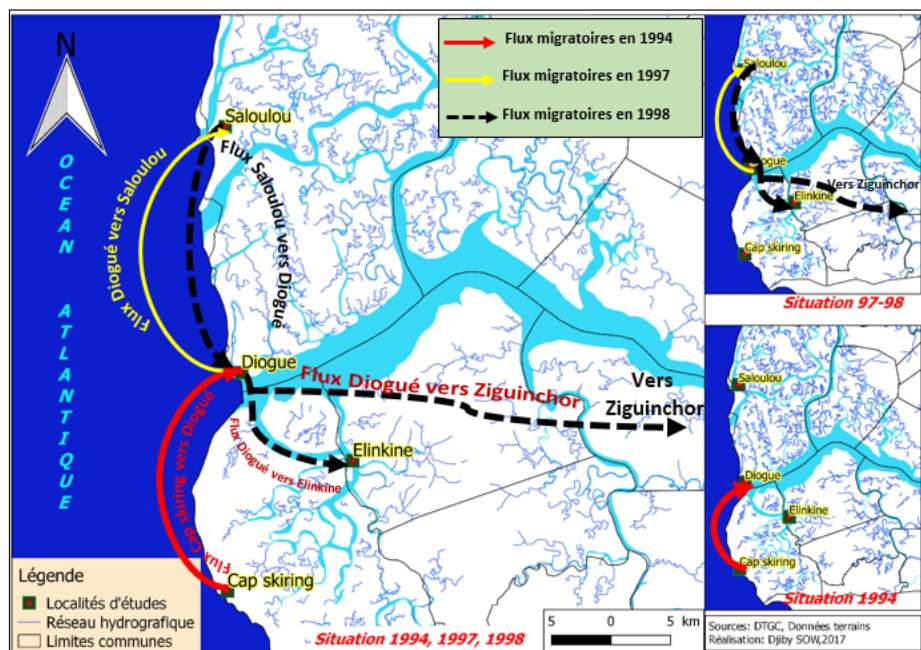 N
Flux migratoires en 1994
Flux migratoires en 1997
Flux migratoires en 1998
OCEAN ATLANTIQUE
Saloulou
Flux Diogué vers Saloulou
Flux Saloulou vers Diogué
Diogue
Flux Diogué vers Ziguinchor
Vers
Ziguinchor
Flux Diogué vers Elinkine
Elinkine
Flux Cap skiring vers Diogué
Cap skiring
Légende
Localités d'études
Réseau hydrografique
Limites communes
Situation 1994, 1997, 1998
5 0 5 km
Saloulou
Diogue
Vers Ziguinchor
Elinkine
Cap skiring
Situation 97-98
Saloulou
Diogue
Elinkine
Cap skiring
Situation 1994
Sources: DTGC, Données terrains
Réalisation: Djiby SOW,2017